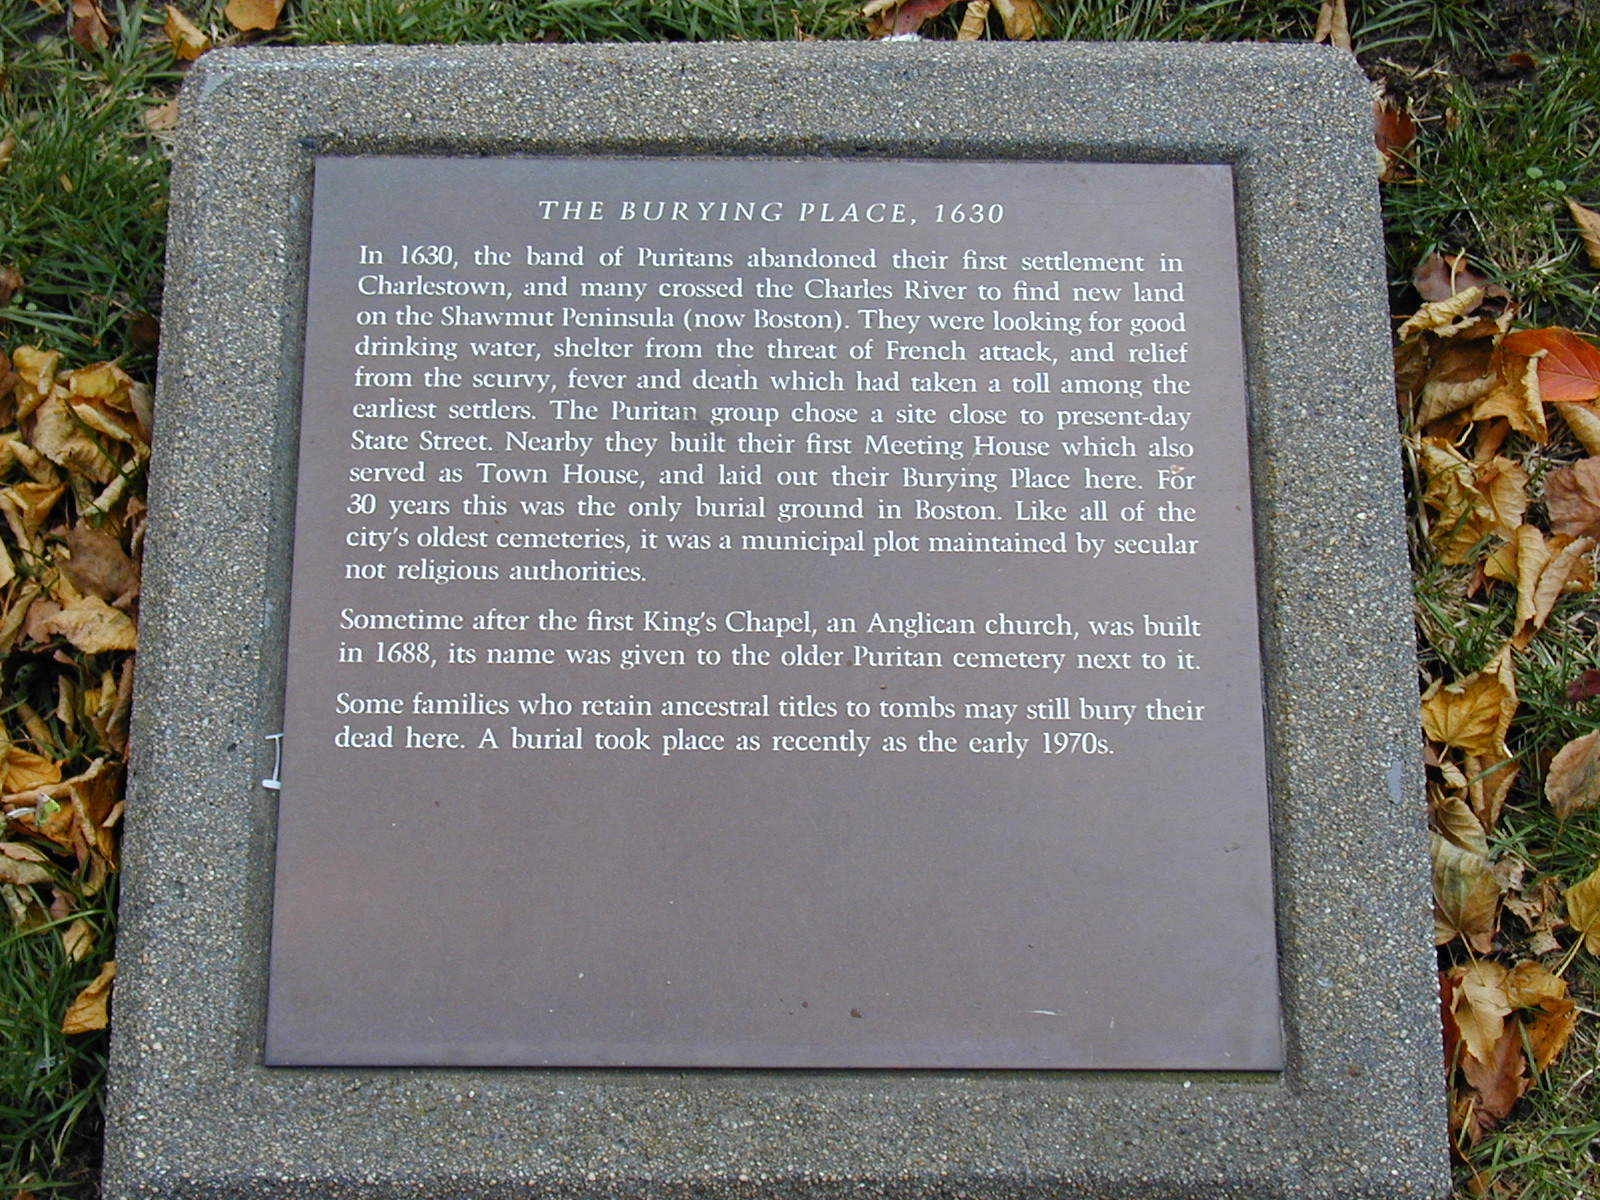 THE BURYING PLACE, 1630
In 1630, the band of Puritans abandoned their first settlement in
Charlestown, and many crossed the Charles River to find new land
on the Shawmut Peninsula (now Boston). They were looking for good
drinking water, shelter from the threat of French attack, and relief
from the scurvy, fever and death which had taken a toll among the
earliest settlers. The Puritan group chose a site close to present-day
State Street. Nearby they built their first Meeting House which also
served as Town House, and laid out their Burying Place here. For
30 years this was the only burial ground in Boston. Like all of the
city's oldest cemeteries, it was a municipal plot maintained by secular
not religious authorities.
Sometime after the first King's Chapel, an Anglican church, was built
in 1688, its name was given to the older Puritan cemetery next to it.
Some families who retain ancestral titles to tombs may still bury their
dead here. A burial took place as recently as the early 1970s.